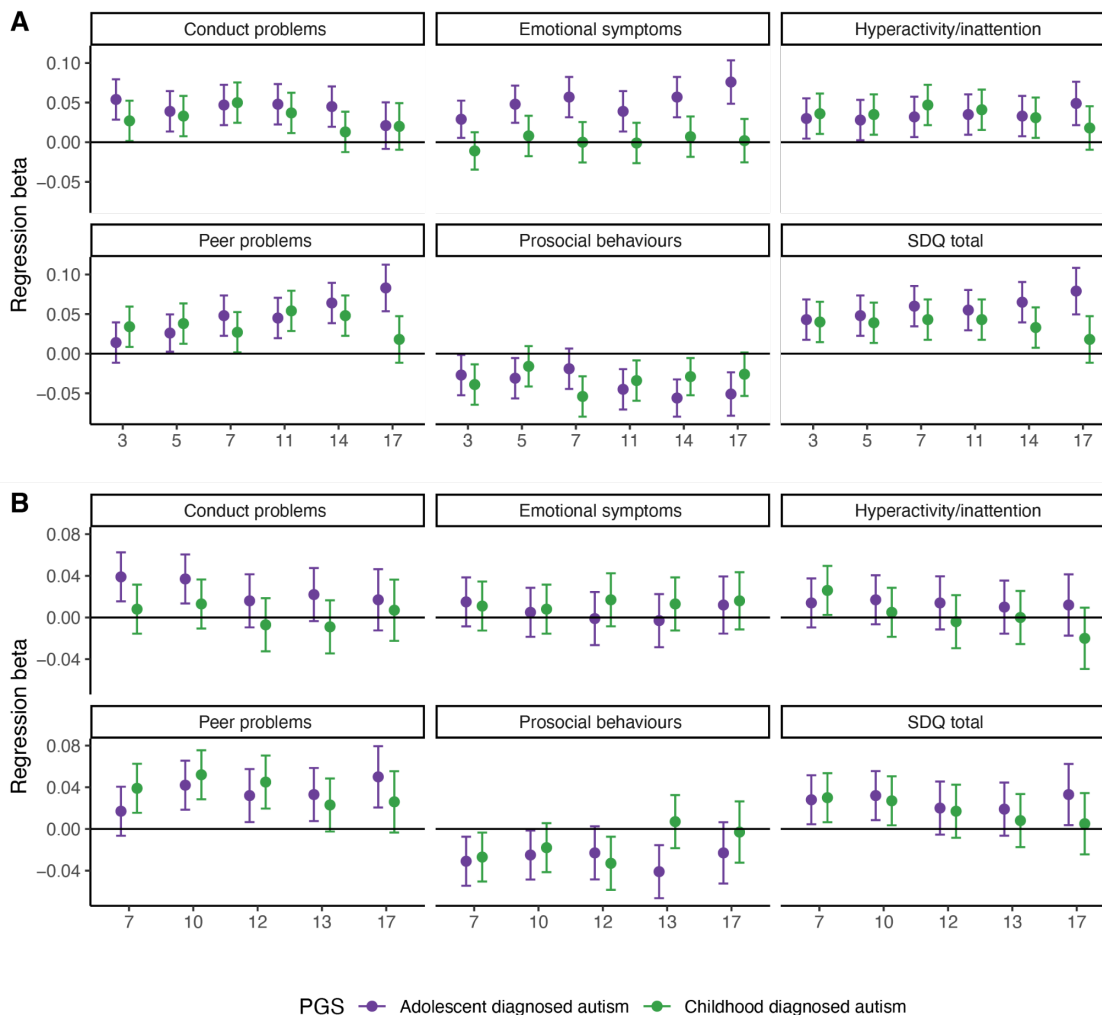 A
Conduct problems Emotional symptoms Hyperactivity/inattention
0.10
0.05
0.00
−0.05
Regression beta
Peer problems Prosocial behaviours SDQ total
0.10
0.05
0.00
−0.05
3 5 7 11 14 17 3 5 7 11 14 17 3 5 7 11 14 17
B
Conduct problems Emotional symptoms Hyperactivity/inattention
0.08
0.04
0.00
−0.04
Regression beta
Peer problems Prosocial behaviours SDQ total
0.08
0.04
0.00
−0.04
7 10 12 13 17 7 10 12 13 17 7 10 12 13 17
PGS Adolescent diagnosed autism Childhood diagnosed autism